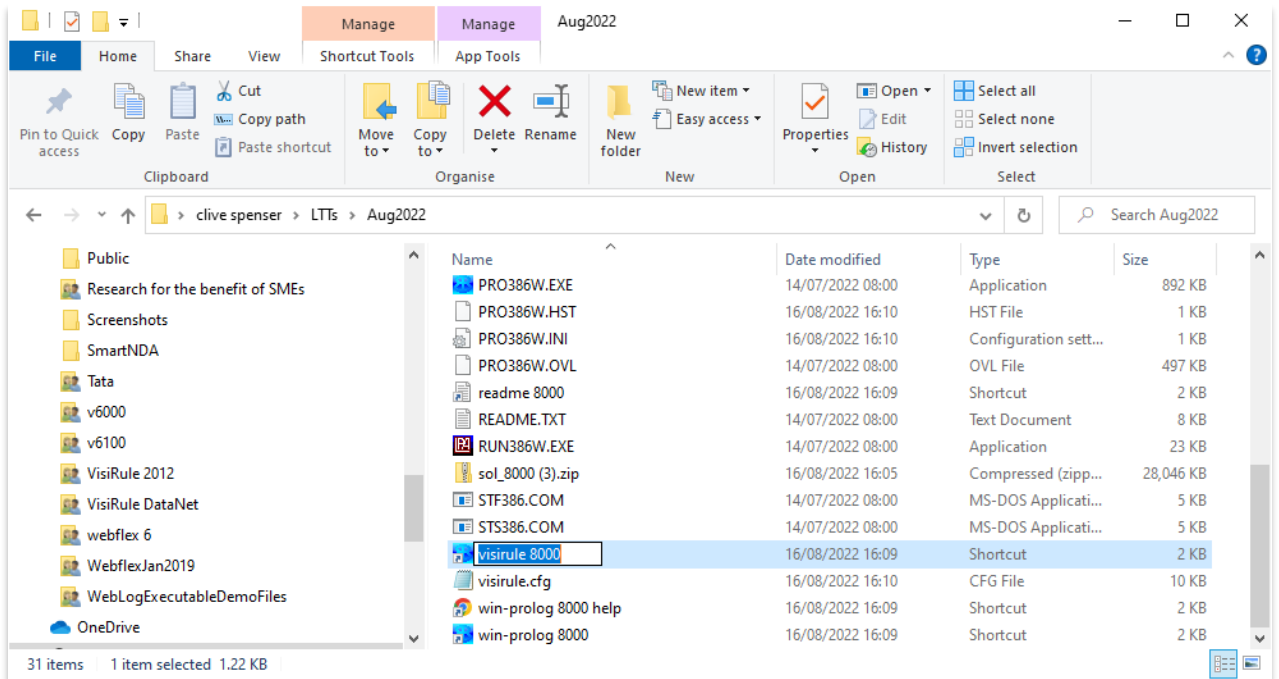 Manage Manage Aug2022
File Home Share View Shortcut Tools App Tools
Pin to Quick access
Copy
Paste
Cut
Copy path
Paste shortcut
Move to
Copy to
Delete
Rename
New folder
New item
Easy access
Properties
Open
Edit
History
Select all
Select none
Invert selection
Clipboard Organise New Open Select
clive spenser LTTs Aug2022 Search Aug2022
Public
Research for the benefit of SMEs
Screenshots
SmartNDA
Tata
v6000
v6100
VisiRule 2012
VisiRule DataNet
webflex 6
WebflexJan2019
WebLogExecutableDemoFiles
OneDrive
Name Date modified Type Size
PRO386W.EXE 14/07/2022 08:00 Application 892 KB
PRO386W.HST 16/08/2022 16:10 HST File 1 KB
PRO386W.INI 16/08/2022 16:10 Configuration sett... 1 KB
PRO386W.OVL 14/07/2022 08:00 OVL File 497 KB
readme 8000 16/08/2022 16:09 Shortcut 2 KB
README.TXT 14/07/2022 08:00 Text Document 8 KB
RUN386W.EXE 14/07/2022 08:00 Application 23 KB
sol_8000 (3).zip 16/08/2022 16:05 Compressed (zipp... 28,046 KB
STF386.COM 14/07/2022 08:00 MS-DOS Applicati... 5 KB
STS386.COM 14/07/2022 08:00 MS-DOS Applicati... 5 KB
visirule 8000 16/08/2022 16:09 Shortcut 2 KB
visirule.cfg 16/08/2022 16:10 CFG File 10 KB
win-prolog 8000 help 16/08/2022 16:09 Shortcut 2 KB
win-prolog 8000 16/08/2022 16:09 Shortcut 2 KB
31 items 1 item selected 1.22 KB